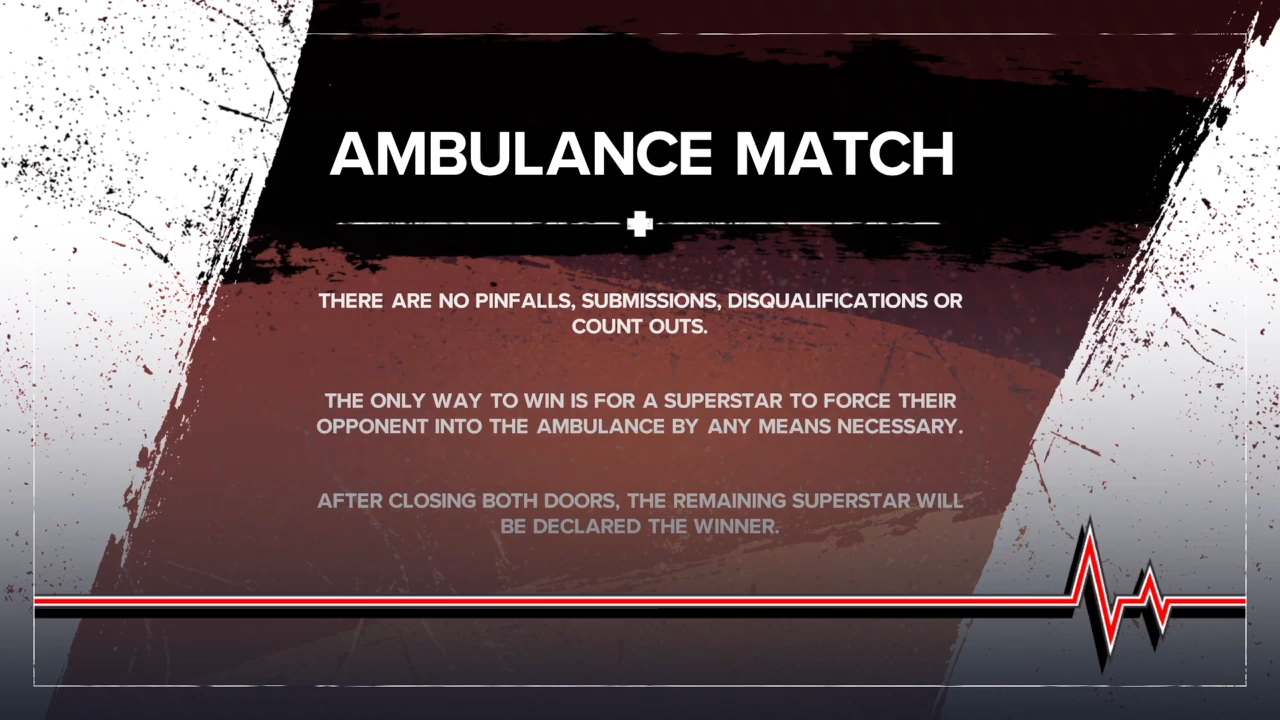 AMBULANCE MATCH
THERE ARE NO PINFALLS, SUBMISSIONS, DISQUALIFICATIONS OR
COUNT OUTS.
THE ONLY WAY TO WIN IS FOR A SUPERSTAR TO FORCE THEIR
OPPONENT INTO THE AMBULANCE BY ANY MEANS NECESSARY.
AFTER CLOSING BOTH DOORS, THE REMAINING SUPERSTAR WILL
BE DECLARED THE WINNER.